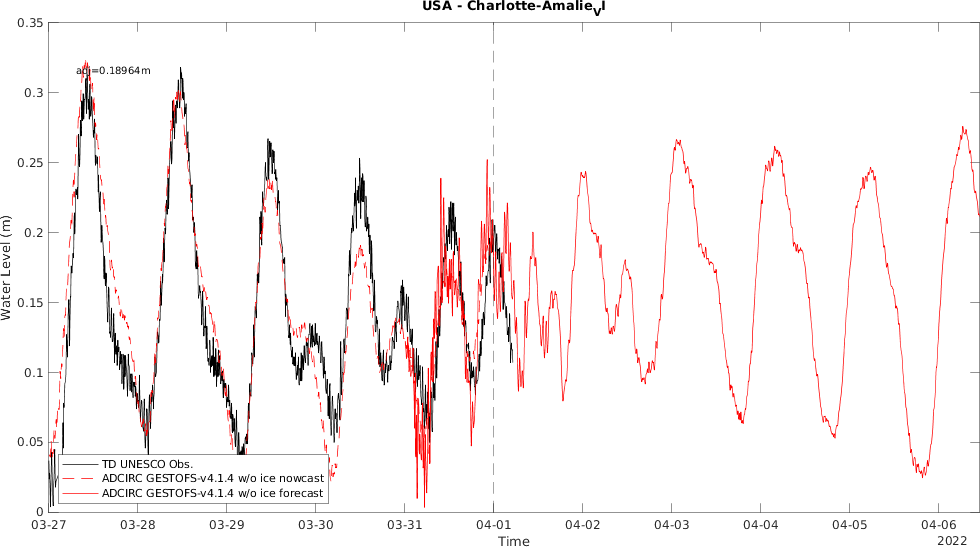 USA - Charlotte-Amalie_VI
adj=0.18964m
0.35
0.3
0.25
0.2
0.15
0.1
0.05
0
Water Level (m)
TD UNESCO Obs.
ADCIRC GESTOFS-v4.1.4 w/o ice nowcast
ADCIRC GESTOFS-v4.1.4 w/o ice forecast
03-27 03-28 03-29 03-30 03-31 04-01 04-02 04-03 04-04 04-05 04-06
Time
2022